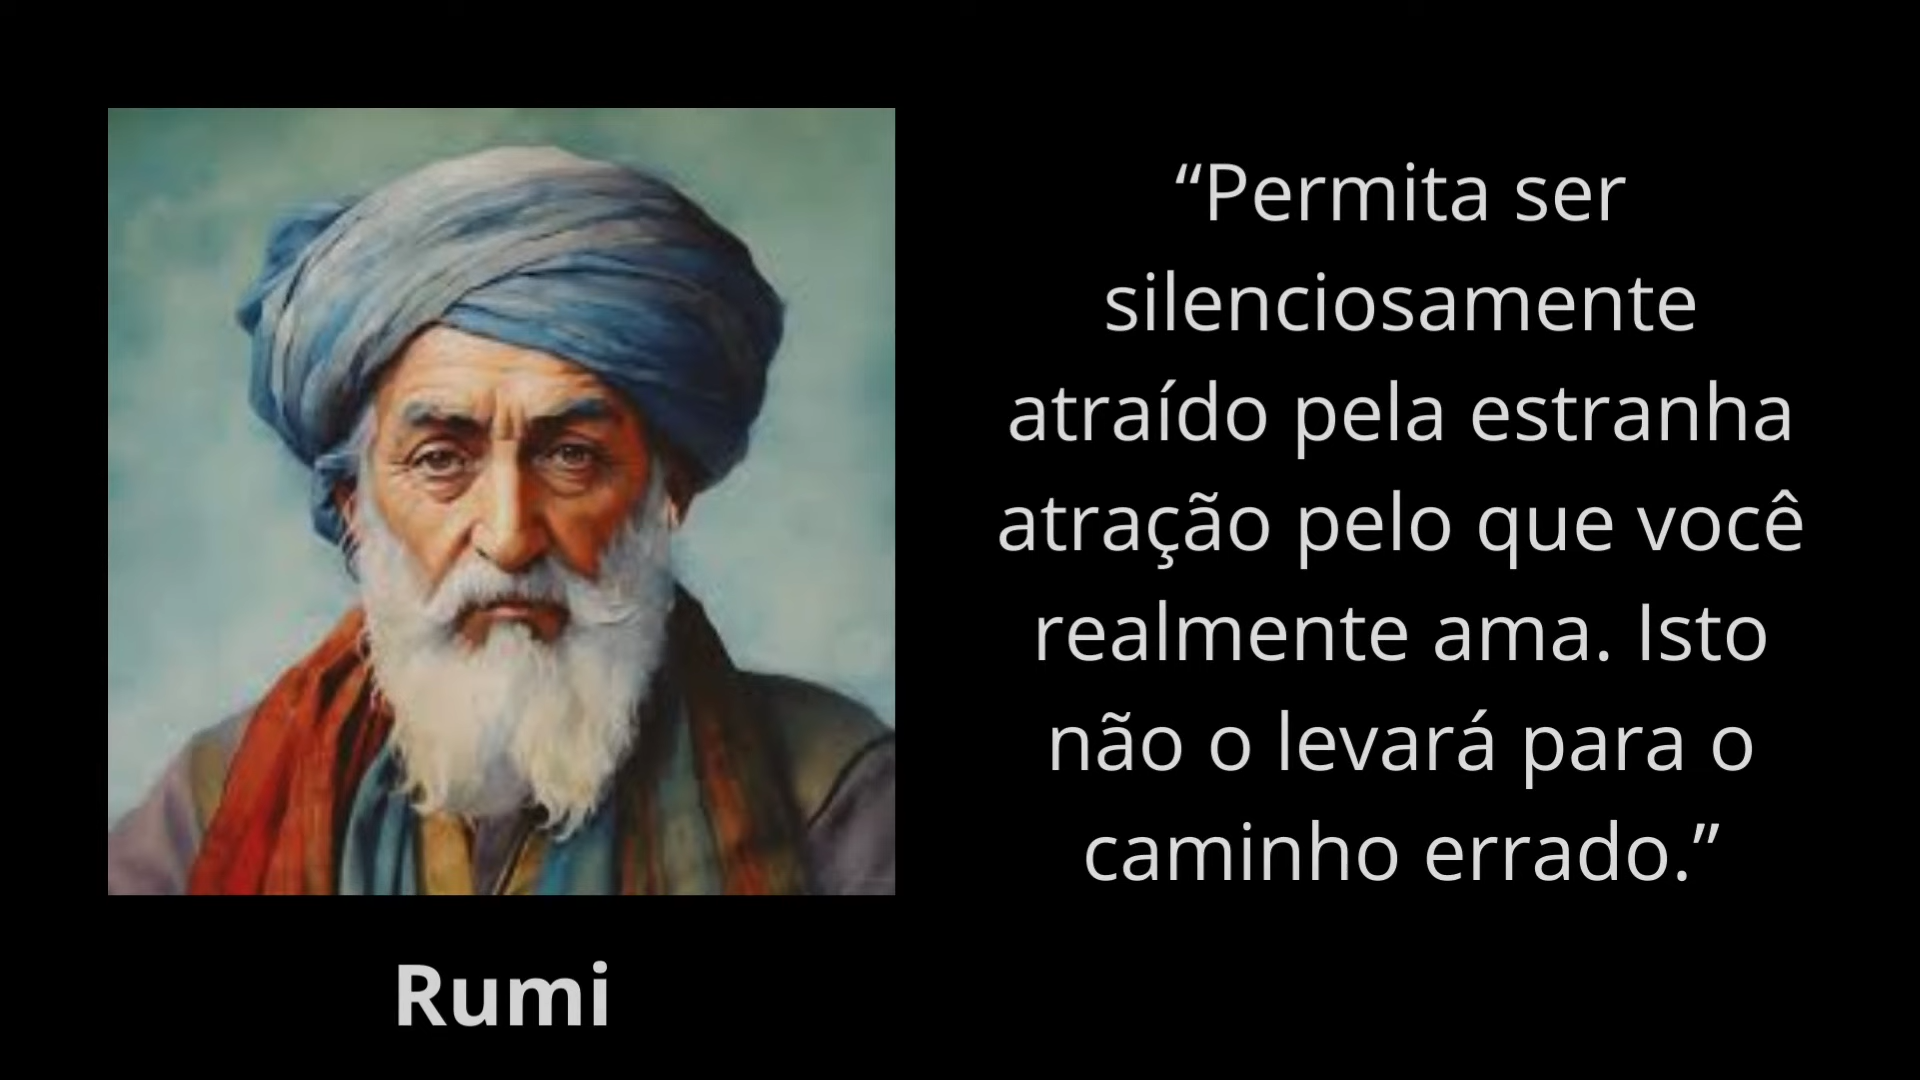 “Permita ser
silenciosamente
atraído pela estranha
atração pelo que você
realmente ama. Isto
não o levará para o
caminho errado.”
Rumi